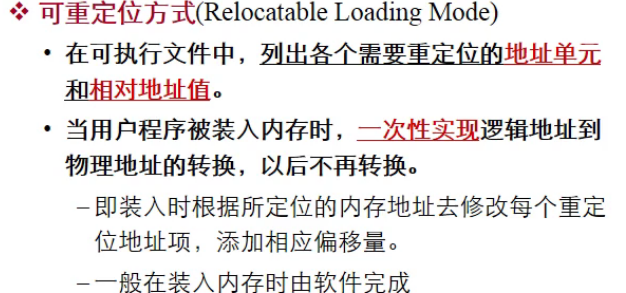 ❖ 可重定位方式(Relocatable Loading Mode)
• 在可执行文件中，列出各个需要重定位的地址单元
和相对地址值。
• 当用户程序被装入内存时，一次性实现逻辑地址到
物理地址的转换，以后不再转换。
–即装入时根据所定位的内存地址去修改每个重定
位地址项，添加相应偏移量。
–一般在装入内存时由软件完成